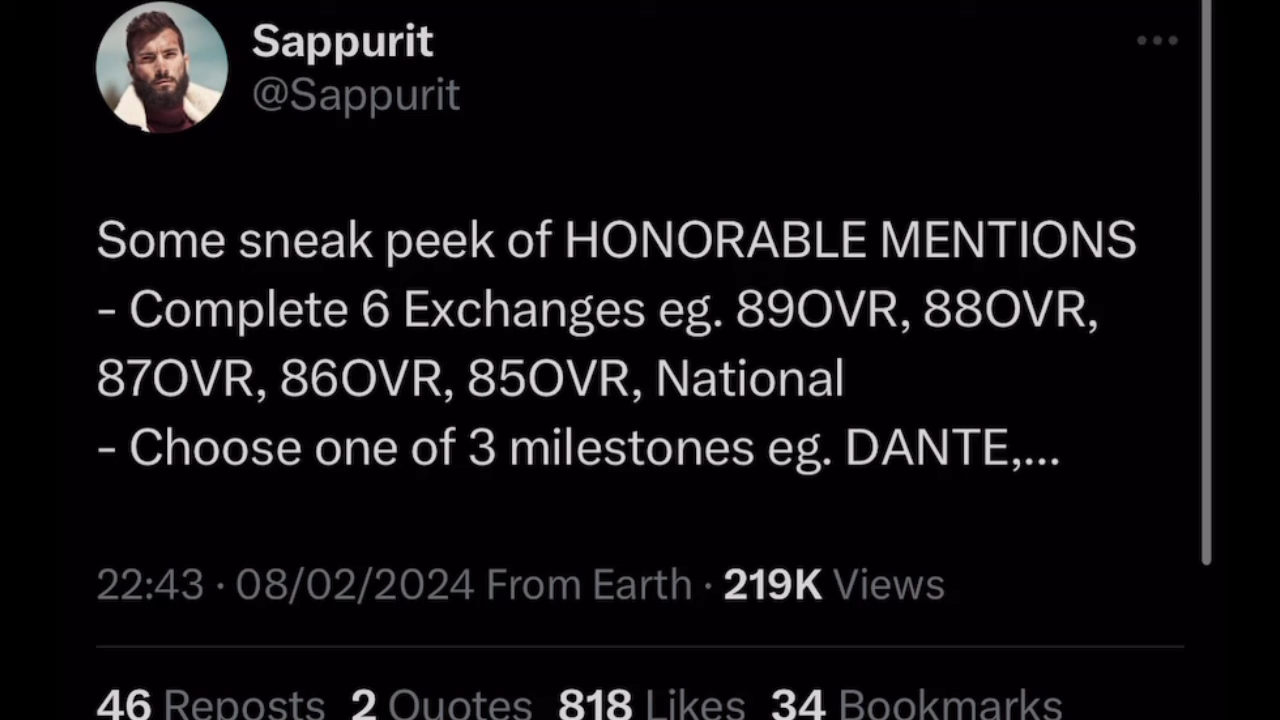 Sappurit
@Sappurit
Some sneak peek of HONORABLE MENTIONS
- Complete 6 Exchanges eg. 89OVR, 88OVR,
87OVR, 86OVR, 85OVR, National
- Choose one of 3 milestones eg. DANTE,...
22:43 · 08/02/2024 From Earth · 219K Views
46 Reposts 2 Quotes 818 Likes 34 Bookmarks